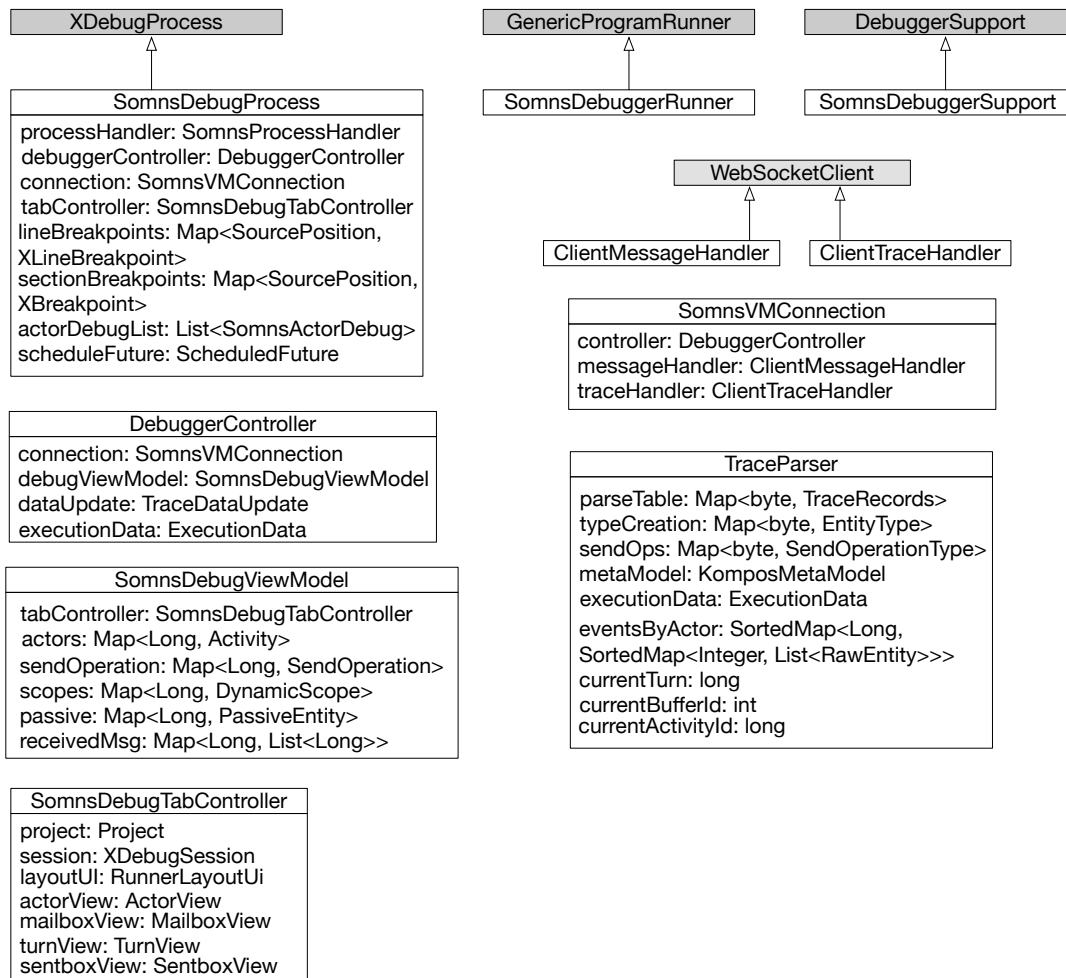 XDebugProcess
SomnsDebugProcess
processHandler: SomnsProcessHandler
debuggerController: DebuggerController
connection: SomnsVMConnection
tabController: SomnsDebugTabController
lineBreakpoints: Map<SourcePosition,
XLineBreakpoint>
sectionBreakpoints: Map<SourcePosition,
XBreakpoint>
actorDebugList: List<SomnsActorDebug>
scheduleFuture: ScheduledFuture
DebuggerController
connection: SomnsVMConnection
debugViewModel: SomnsDebugViewModel
dataUpdate: TraceDataUpdate
executionData: ExecutionData
SomnsDebugViewModel
tabController: SomnsDebugTabController
actors: Map<Long, Activity>
sendOperation: Map<Long, SendOperation>
scopes: Map<Long, DynamicScope>
passive: Map<Long, PassiveEntity>
receivedMsg: Map<Long, List<Long>>
SomnsDebugTabController
project: Project
session: XDebugSession
layoutUI: RunnerLayoutUi
actorView: ActorView
mailboxView: MailboxView
turnView: TurnView
sentboxView: SentboxView
GenericProgramRunner
SomnsDebuggerRunner
DebuggerSupport
SomnsDebuggerSupport
WebSocketClient
ClientMessageHandler
ClientTraceHandler
SomnsVMConnection
controller: DebuggerController
messageHandler: ClientMessageHandler
traceHandler: ClientTraceHandler
TraceParser
parseTable: Map<byte, TraceRecords>
typeCreation: Map<byte, EntityType>
sendOps: Map<byte, SendOperationType>
metaModel: KomposMetaModel
executionData: ExecutionData
eventsByActor: SortedMap<Long,
SortedMap<Integer, List<RawEntity>>>
currentTurn: long
currentBufferId: int
currentActivityId: long